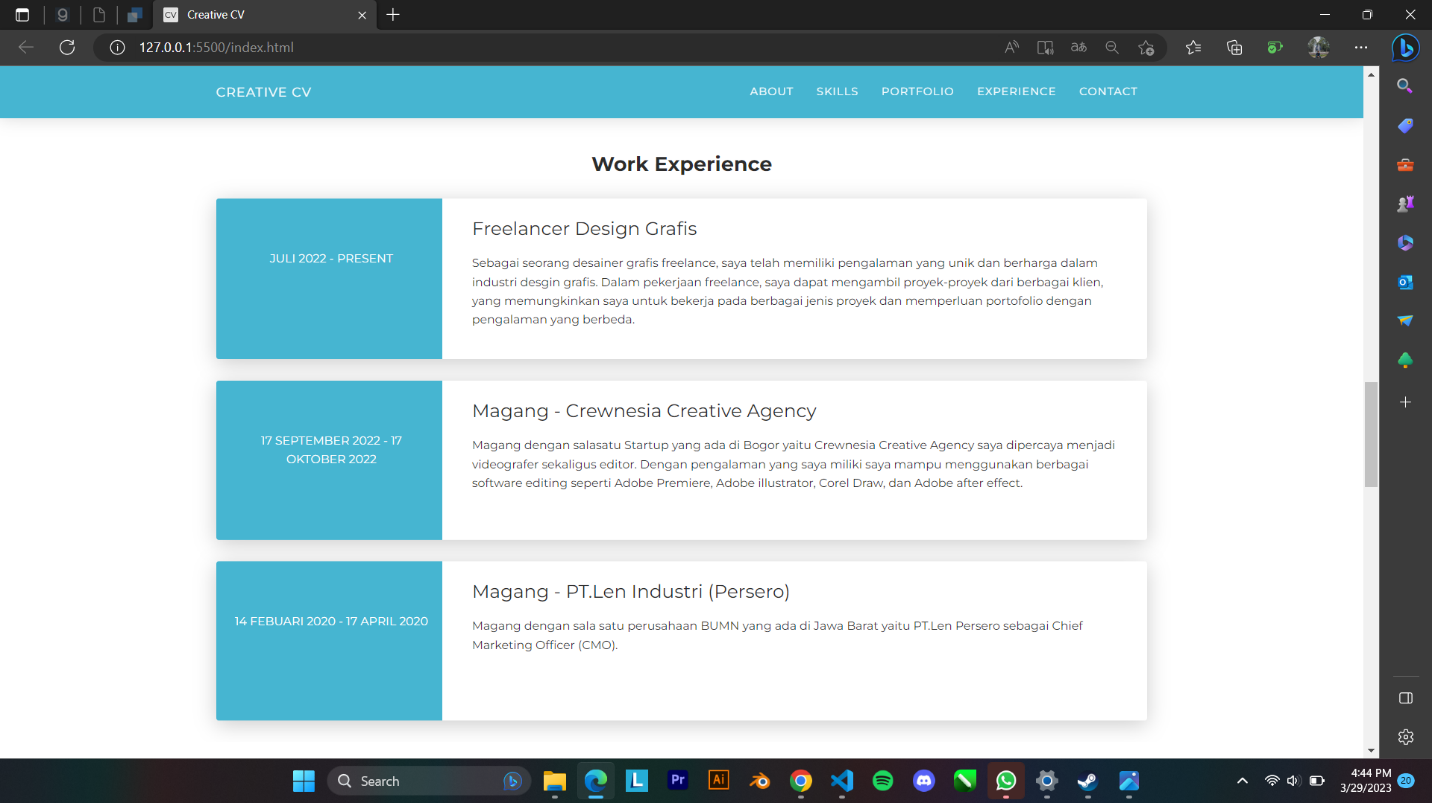 Creative CV
127.0.0.1:5500/index.html
CREATIVE CV
ABOUT SKILLS PORTFOLIO EXPERIENCE CONTACT
Work Experience
JULI 2022 - PRESENT
Freelancer Design Grafis
Sebagai seorang desainer grafis freelance, saya telah memiliki pengalaman yang unik dan berharga dalam
industri desgin grafis. Dalam pekerjaan freelance, saya dapat mengambil proyek-proyek dari berbagai klien,
yang memungkinkan saya untuk bekerja pada berbagai jenis proyek dan memperluan portofolio dengan
pengalaman yang berbeda.
17 SEPTEMBER 2022 - 17
OKTOBER 2022
Magang - Crewnesia Creative Agency
Magang dengan salasatu Startup yang ada di Bogor yaitu Crewnesia Creative Agency saya dipercaya menjadi
videografer sekaligus editor. Dengan pengalaman yang saya miliki saya mampu menggunakan berbagai
software editing seperti Adobe Premiere, Adobe illustrator, Corel Draw, dan Adobe after effect.
14 FEBUARI 2020 - 17 APRIL 2020
Magang - PT.Len Industri (Persero)
Magang dengan sala satu perusahaan BUMN yang ada di Jawa Barat yaitu PT.Len Persero sebagai Chief
Marketing Officer (CMO).
Search
Pr
Ai
4:44 PM
3/29/2023
20